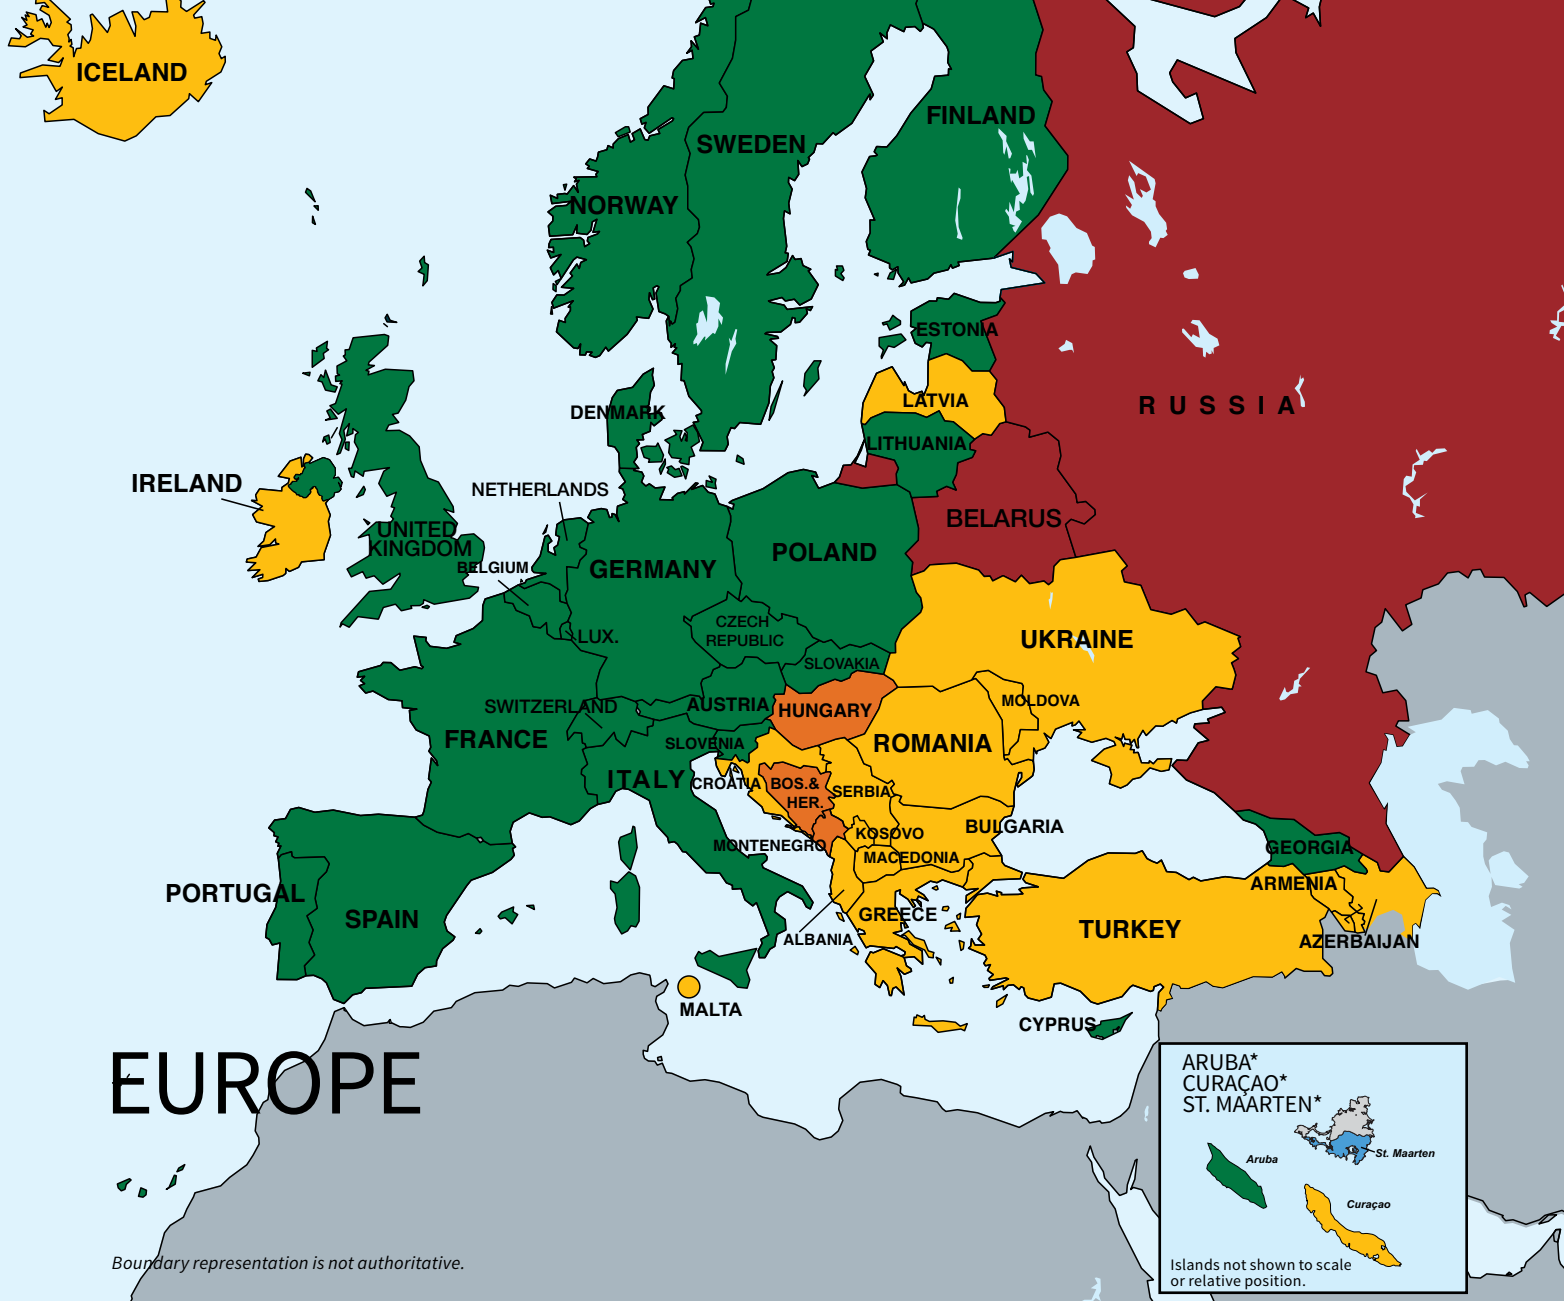 ICELAND
FINLAND
SWEDEN
NORWAY
ESTONIA
RUSSIA
LATVIA
DENMARK
LITHUANIA
IRELAND
NETHERLANDS
BELARUS
UNITED
KINGDOM
POLAND
BELGIUM
GERMANY
CZECH
REPUBLIC
LUX.
UKRAINE
SLOVAKIA
SWITZERLAND
AUSTRIA
HUNGARY
MOLDOVA
FRANCE
SLOVENIA
ROMANIA
ITALY
CROATIA
BOS.&
HER.
SERBIA
BULGARIA
KOSOVO
MONTENEGRO
MACEDONIA
GEORGIA
ARMENIA
PORTUGAL
SPAIN
GREECE
TURKEY
ALBANIA
AZERBAIJAN
MALTA
CYPRUS
EUROPE
ARUBA*
CURAÇAO*
ST. MAARTEN*
St. Maarten
Aruba
Curaçao
Islands not shown to scale
or relative position.
Boundary representation is not authoritative.